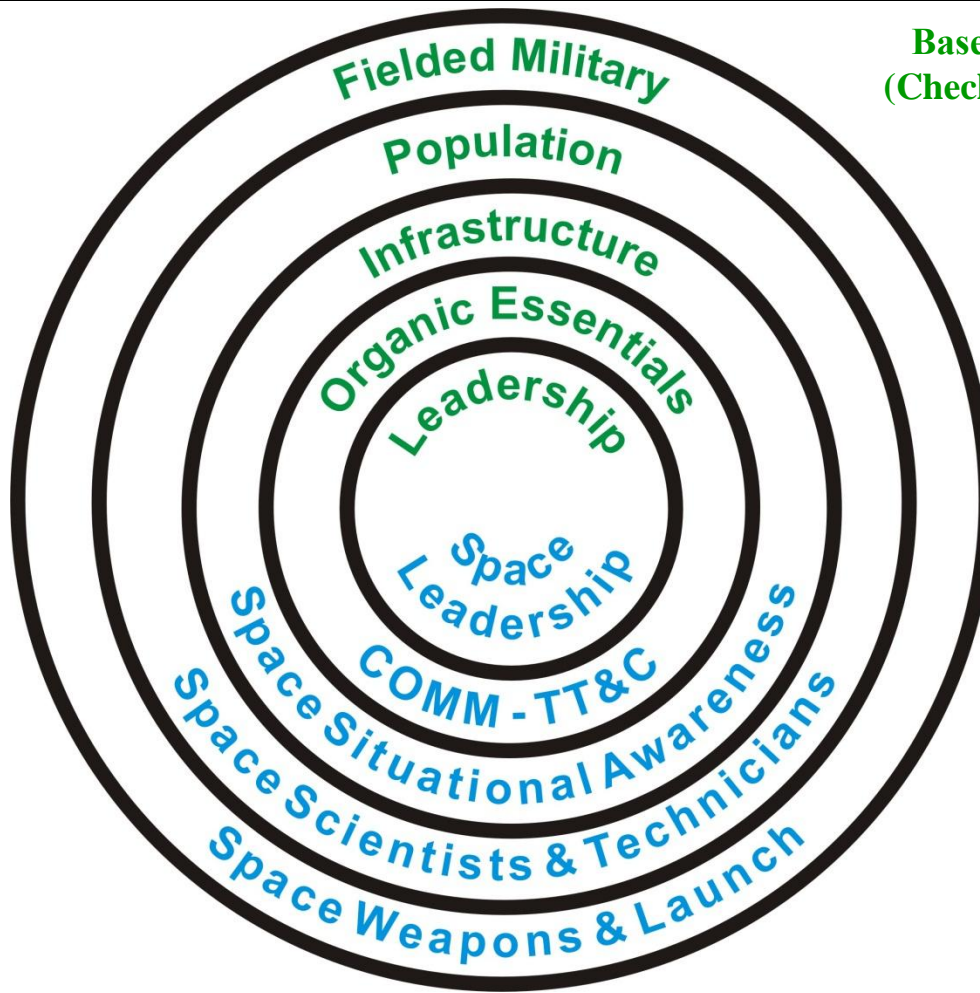 Fielded Military
Population
Infrastructure
Organic Essentials
Leadership
Space
Leadership
COMM - TT&C
Space Situational Awareness
Space Scientists & Technicians
Space Weapons & Launch